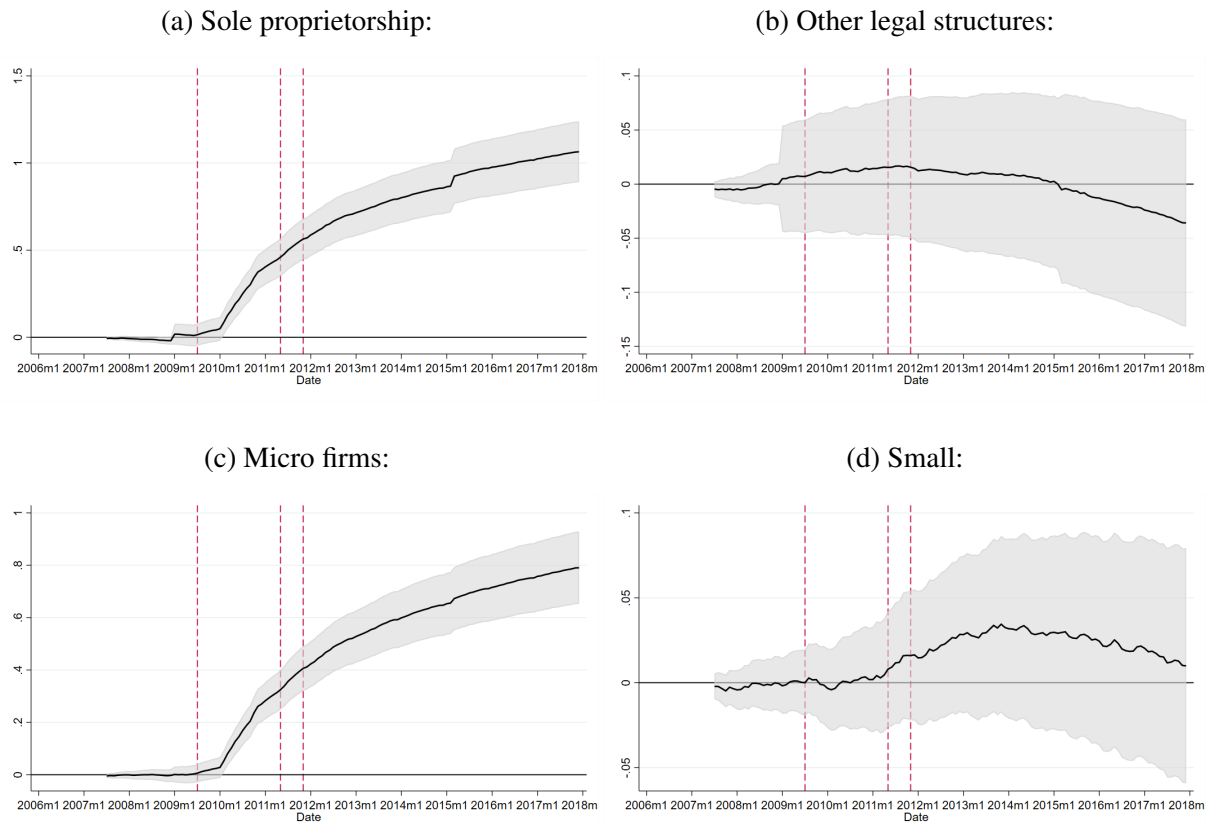 (a) Sole proprietorship:
1.5
1
.5
0
2006m1 2007m1 2008m1 2009m1 2010m1 2011m1 2012m1 2013m1 2014m1 2015m1 2016m1 2017m1 2018m
Date
(b) Other legal structures:
.1
.05
0
-.05
-.1
-.15
2006m1 2007m1 2008m1 2009m1 2010m1 2011m1 2012m1 2013m1 2014m1 2015m1 2016m1 2017m1 2018m
Date
(c) Micro firms:
1
.8
.6
.4
.2
0
2006m1 2007m1 2008m1 2009m1 2010m1 2011m1 2012m1 2013m1 2014m1 2015m1 2016m1 2017m1 2018m
Date
(d) Small:
.1
.05
0
-.05
2006m1 2007m1 2008m1 2009m1 2010m1 2011m1 2012m1 2013m1 2014m1 2015m1 2016m1 2017m1 2018m
Date